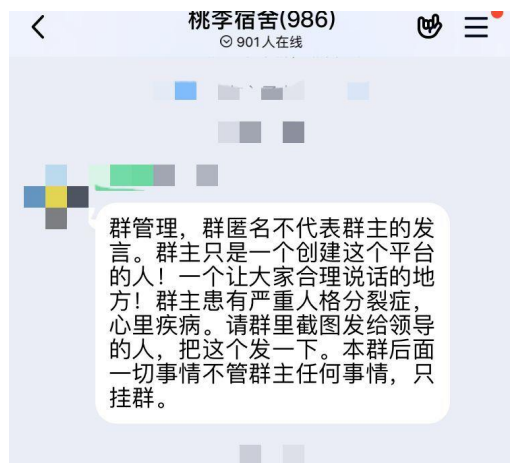 桃李宿舍(986)
901人在线
群管理，群匿名不代表群主的发
言。群主只是一个创建这个平台
的人！一个让大家合理说话的地
方！群主患有严重人格分裂症，
心里疾病。请群里截图发给领导
的人，把这个发一下。本群后面
一切事情不管群主任何事情，只
挂群。